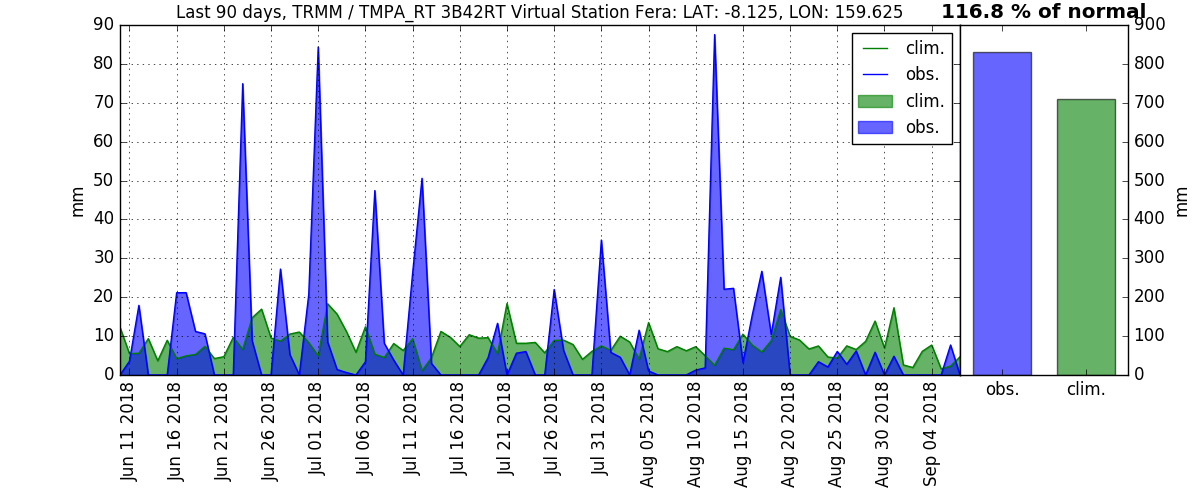 Last 90 days, TRMM / TMPA_RT 3B42RT Virtual Station Fera: LAT: -8.125, LON: 159.625
116.8 % of normal
90
80
70
60
50
40
30
20
10
0
mm
clim.
obs.
clim.
obs.
900
800
700
600
500
400
300
200
100
0
mm
obs.
clim.
Jun 11 2018
Jun 16 2018
Jun 21 2018
Jun 26 2018
Jul 01 2018
Jul 06 2018
Jul 11 2018
Jul 16 2018
Jul 21 2018
Jul 26 2018
Jul 31 2018
Aug 05 2018
Aug 10 2018
Aug 15 2018
Aug 20 2018
Aug 25 2018
Aug 30 2018
Sep 04 2018